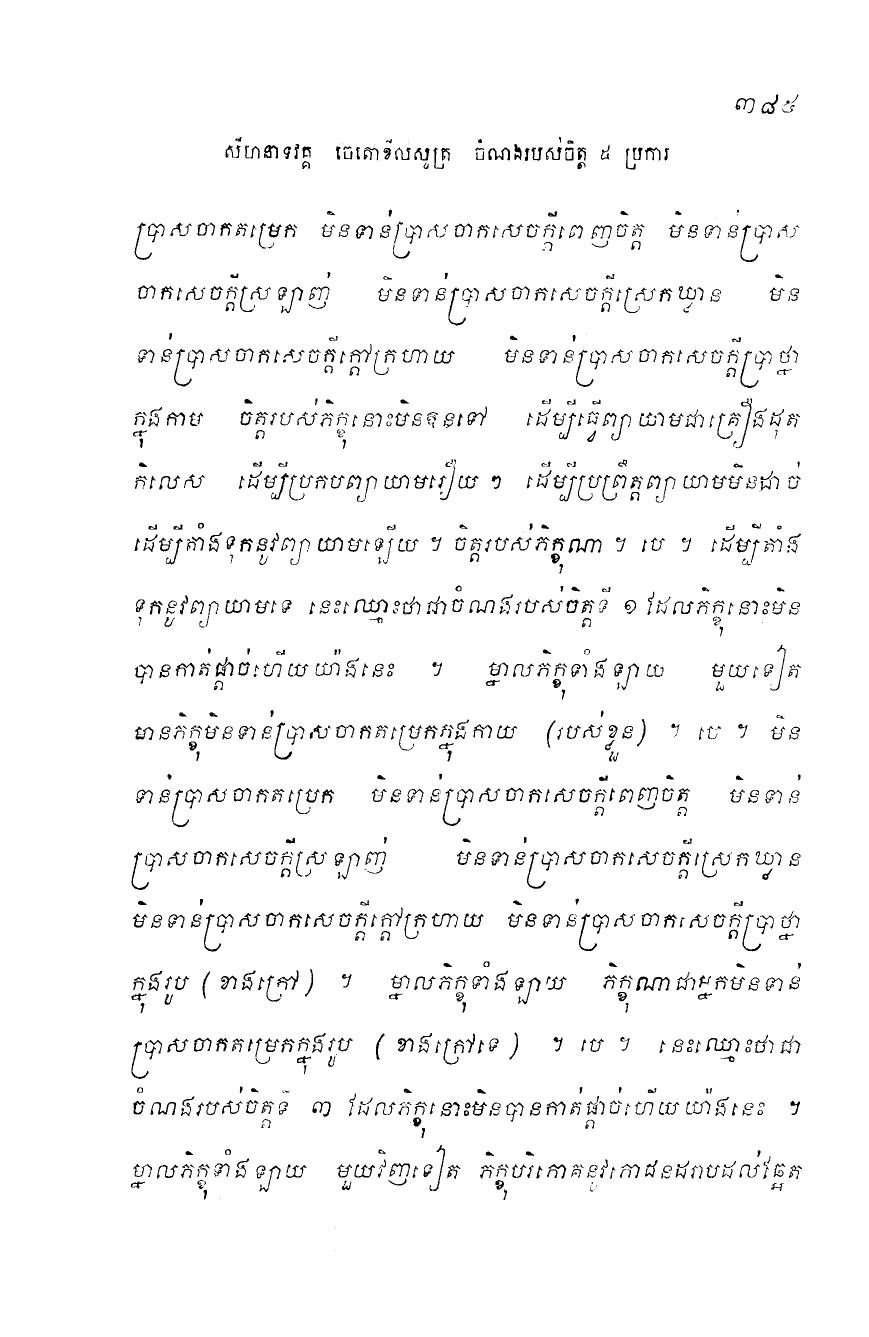 ៣៨៥
សីហនាទវគ្គ ចេតោខីលសូត្រ ចំណងរបស់ចិត្ត ៥ ប្រការ
ប្រាសចាកតម្រេក មិនទាន់ប្រាសចាកសេចក្តីពេញចិត្ត មិនទាន់ប្រាស
ចាកសេចក្តីស្រឡាញ់ មិនទាន់ប្រាសចាកសេចក្តីស្រេកឃ្លាន មិន
ទាន់ប្រាសចាកសេចក្តីក្តៅក្រហាយ មិនទាន់ប្រាសចាកសេចក្តីប្រាថ្នា
ក្នុងកាម ចិត្តរបស់ភិក្ខុនោះមិនឱនទៅ ដើម្បីធ្វើព្យាយាមជាគ្រឿងដុត
កិលេស ដើម្បីប្រកបព្យាយាមរឿយ ៗ ដើម្បីប្រព្រឹត្តព្យាយាមមិនដាច់
ដើម្បីតាំងទុកនូវព្យាយាមឡើយ ។ ចិត្តរបស់ភិក្ខុណា ។ បេ ។ ដើម្បីតាំង
ទុកនូវព្យាយាមទេ នេះឈ្មោះថាជាចំណងរបស់ចិត្តទី ១ ដែលភិក្ខុនោះមិន
បានកាត់ផ្តាច់ហើយយ៉ាងនេះ ។ ម្នាលភិក្ខុទាំងឡាយ មួយទៀត
មានភិក្ខុមិនទាន់ប្រាសចាកតម្រេកក្នុងកាយ (របស់ខ្លួន) ។ បេ ។ មិន
ទាន់ប្រាសចាកតម្រេក មិនទាន់ប្រាសចាកសេចក្តីពេញចិត្ត មិនទាន់
ប្រាសចាកសេចក្តីស្រឡាញ់ មិនទាន់ប្រាសចាកសេចក្តីស្រេកឃ្លាន
មិនទាន់ប្រាសចាកសេចក្តីក្តៅក្រហាយ មិនទាន់ប្រាសចាកសេចក្តីប្រាថ្នា
ក្នុងរូប (ខាងក្រៅ) ។ ម្នាលភិក្ខុទាំងឡាយ ភិក្ខុណាជាអ្នកមិនទាន់
ប្រាសចាកតម្រេកក្នុងរូប (ខាងក្រៅទេ) ។ បេ ។ នេះឈ្មោះថាជា
ចំណងរបស់ចិត្តទី ៣ ដែលភិក្ខុនោះមិនបានកាត់ផ្តាច់ហើយយ៉ាងនេះ ។
ម្នាលភិក្ខុទាំងឡាយ មួយវិញទៀត ភិក្ខុបរិភោគនូវភោជនដរាបដល់ឆ្អែត